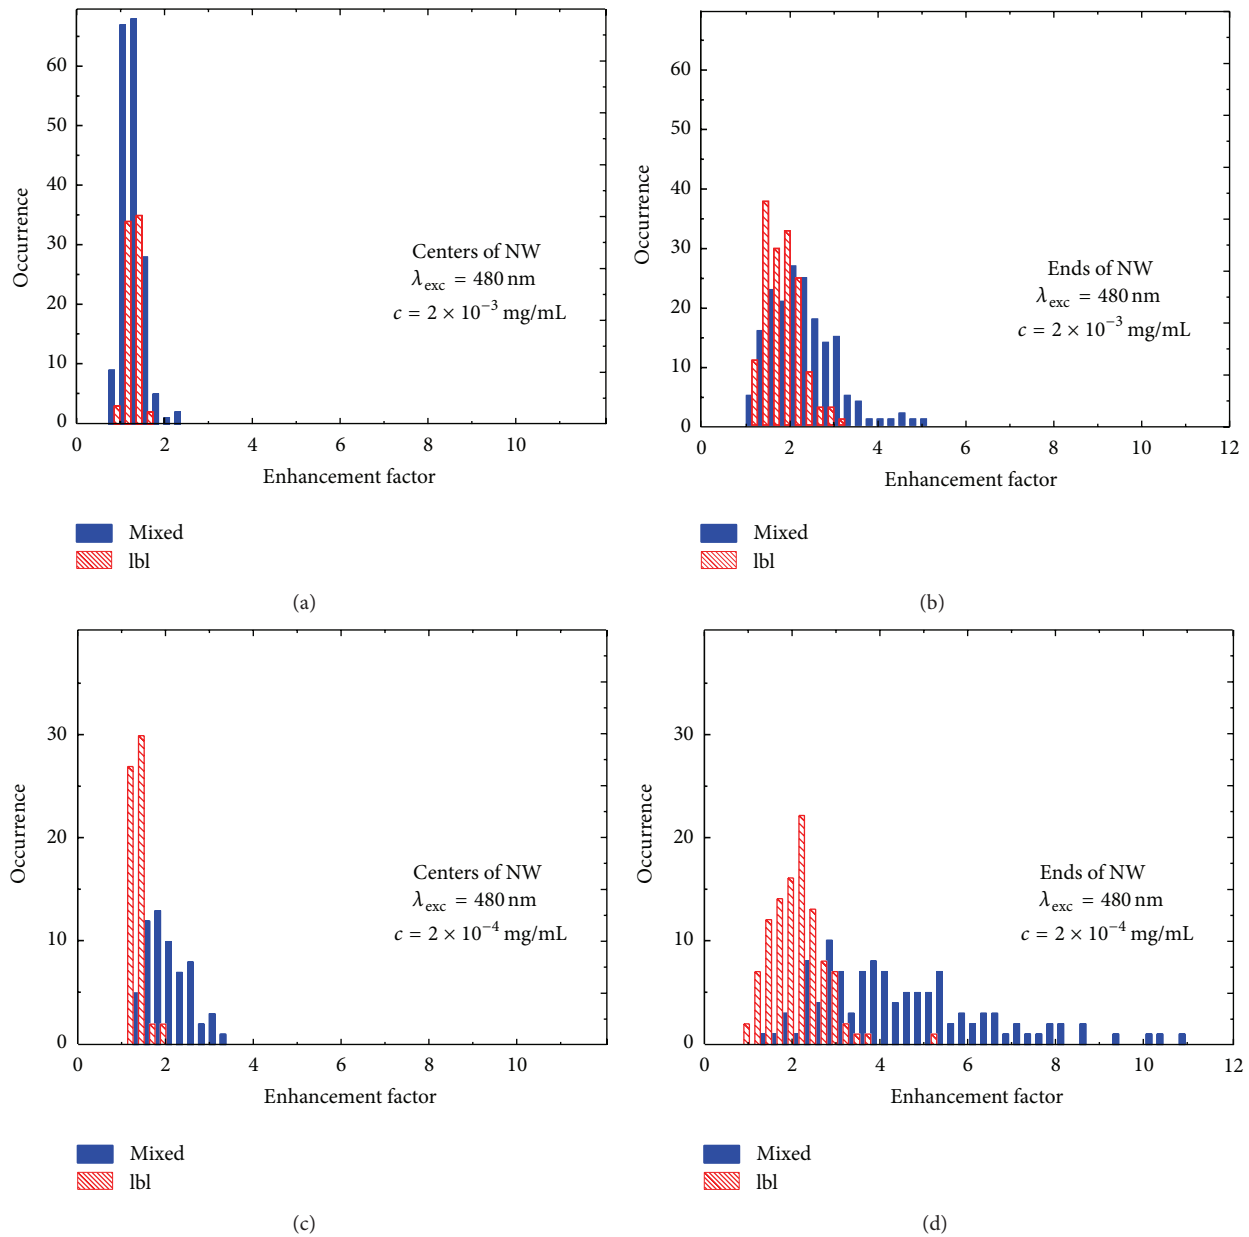 60
50
40
30
20
10
0
0 2 4 6 8 10
Occurrence
Enhancement factor
Centers of NW
λexc = 480 nm
c = 2 × 10−3 mg/mL
Mixed
lbl
(a)
60
50
40
30
20
10
0
0 2 4 6 8 10 12
Occurrence
Enhancement factor
Ends of NW
λexc = 480 nm
c = 2 × 10−3 mg/mL
Mixed
lbl
(b)
30
20
10
0
0 2 4 6 8 10
Occurrence
Enhancement factor
Centers of NW
λexc = 480 nm
c = 2 × 10−4 mg/mL
Mixed
lbl
(c)
30
20
10
0
0 2 4 6 8 10 12
Occurrence
Enhancement factor
Ends of NW
λexc = 480 nm
c = 2 × 10−4 mg/mL
Mixed
lbl
(d)